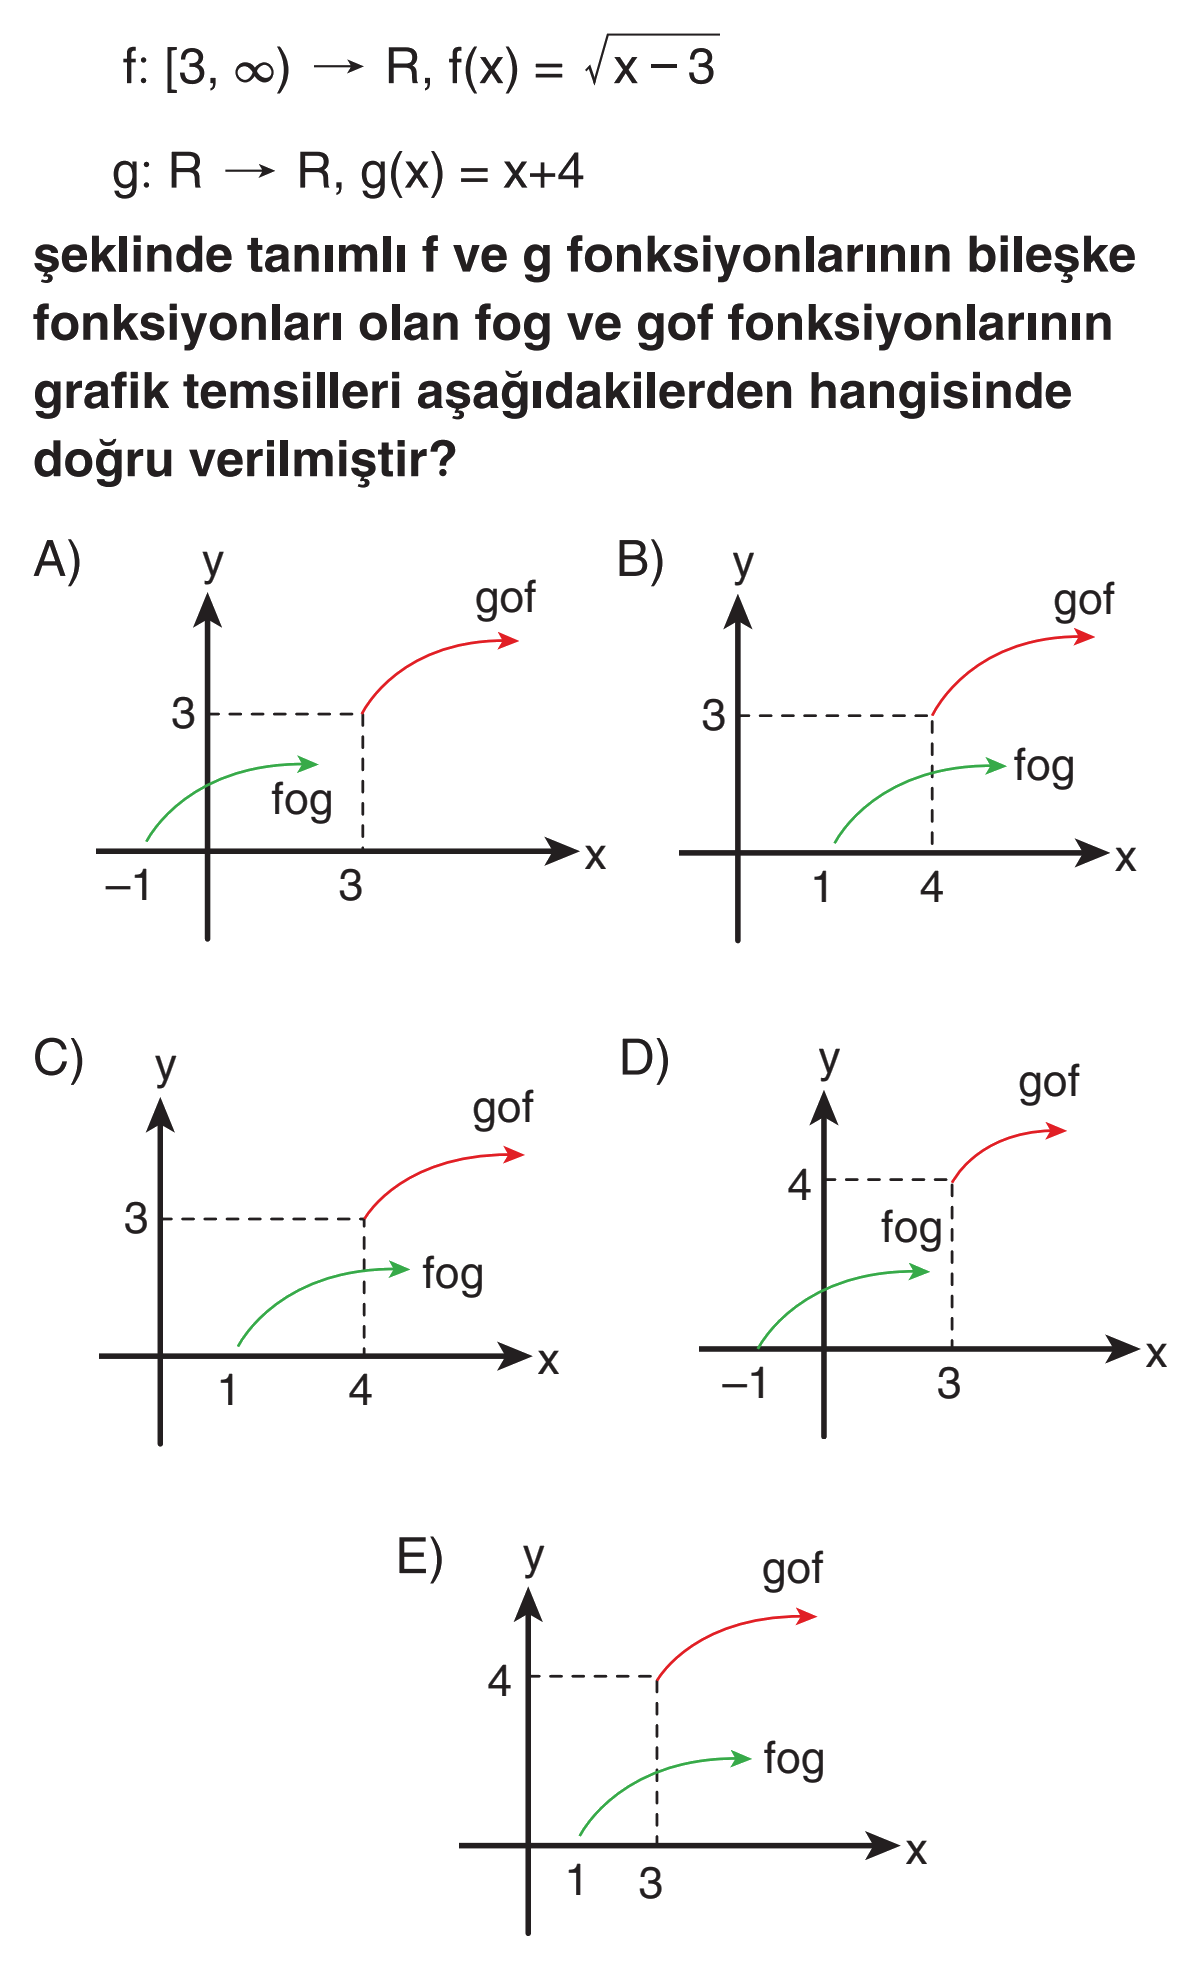 f: [3, ∞) → R, f(x) = √x – 3
g: R → R, g(x) = x+4
şeklinde tanımlı f ve g fonksiyonlarının bileşke
fonksiyonları olan fog ve gof fonksiyonlarının
grafik temsilleri aşağıdakilerden hangisinde
doğru verilmiştir?
A)
y
gof
3
fog
x
–1
3
B)
y
gof
3
fog
x
1
4
C)
y
gof
3
fog
x
1
4
D)
y
gof
4
fog
x
–1
3
E)
y
gof
4
fog
x
1
3